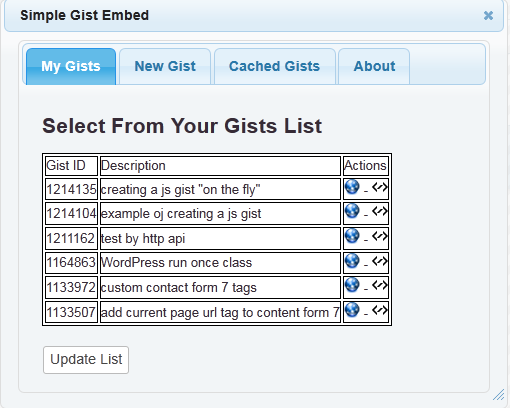 Simple Gist Embed
My Gists New Gist Cached Gists About
Select From Your Gists List
Gist ID Description Actions
1214135 creating a js gist "on the fly" -
1214104 example oj creating a js gist -
1211162 test by http api -
1164863 WordPress run once class -
1133972 custom contact form 7 tags -
1133507 add current page url tag to content form 7 -
Update List